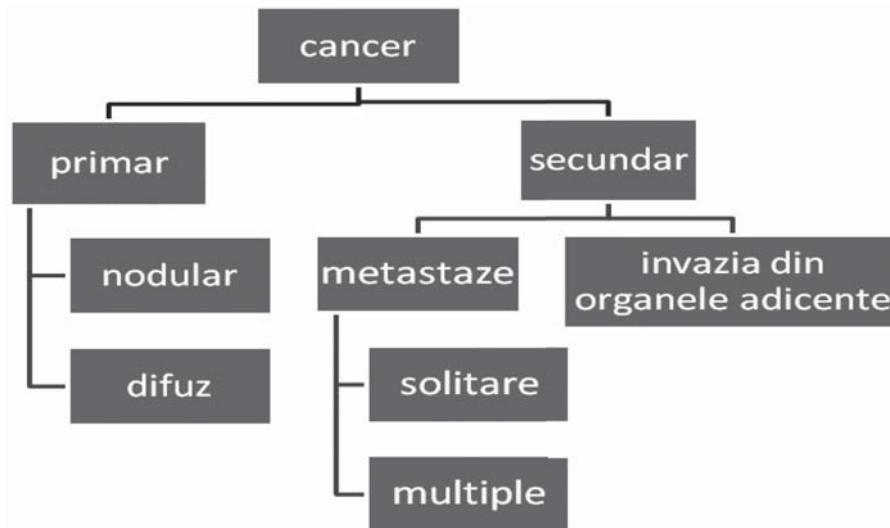 cancer
primar
secundar
nodular
metastaze
invazia din
organele adicente
difuz
solitare
multiple